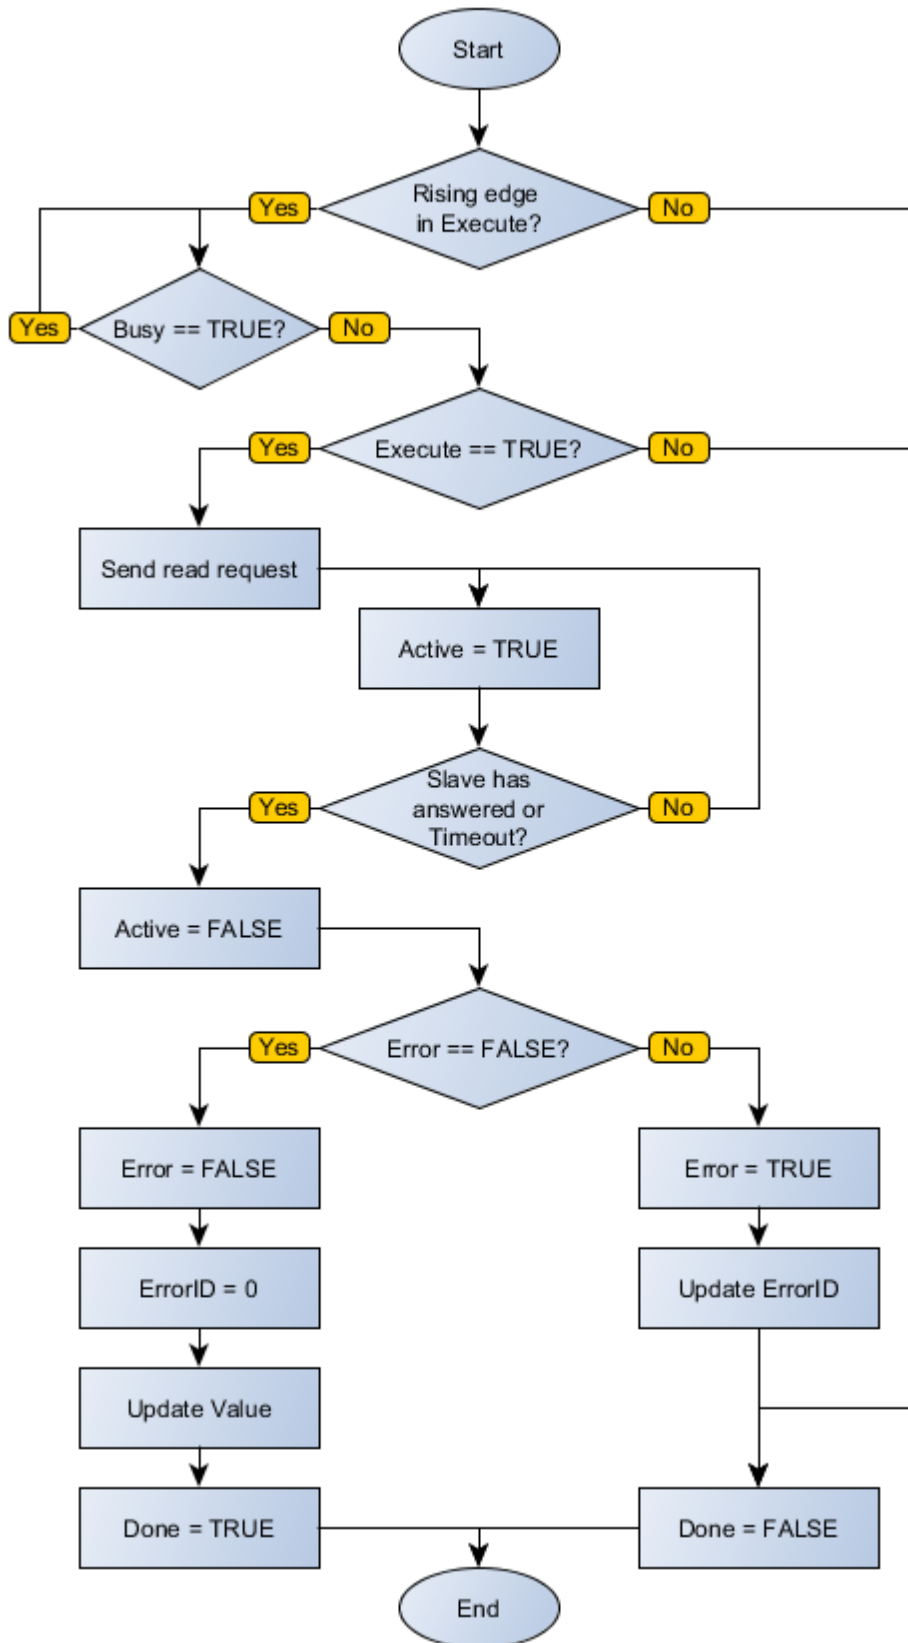 Start
Rising edge
in Execute?
Yes
No
Busy == TRUE?
Yes
No
Execute == TRUE?
Yes
No
Send read request
Active = TRUE
Slave has
answered or
Timeout?
Yes
No
Active = FALSE
Error == FALSE?
Yes
No
Error = FALSE
Error = TRUE
ErrorID = 0
Update ErrorID
Update Value
Done = TRUE
Done = FALSE
End